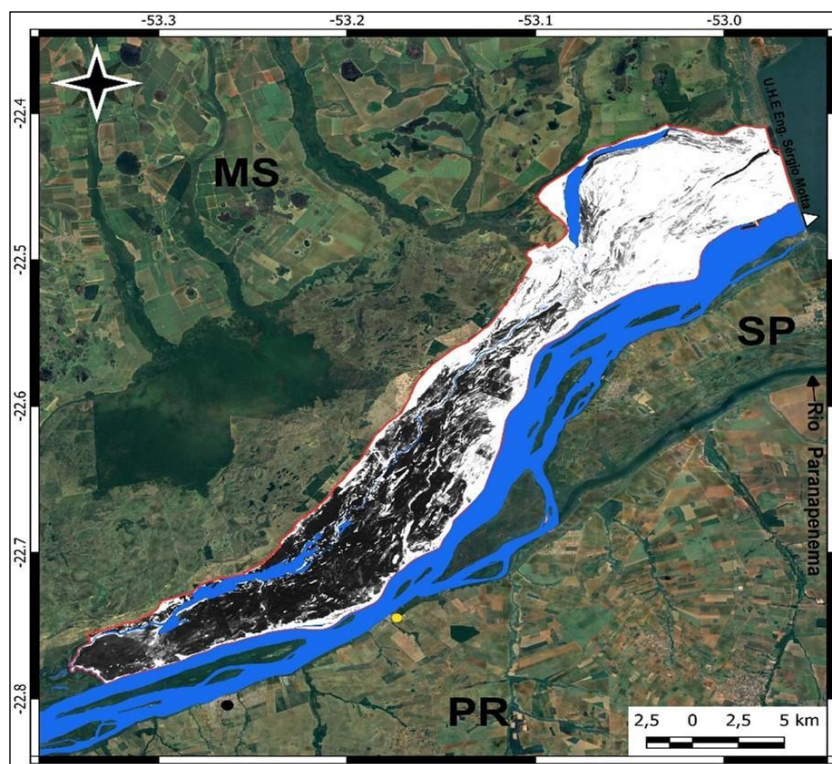 -53.3 -53.2 -53.1 -53.0
-22.4
U.H.E Eng. Sérgio Motta
MS
-22.5
SP
-22.6
Rio Paranapenema
-22.7
-22.8
PR
2,5 0 2,5 5 km